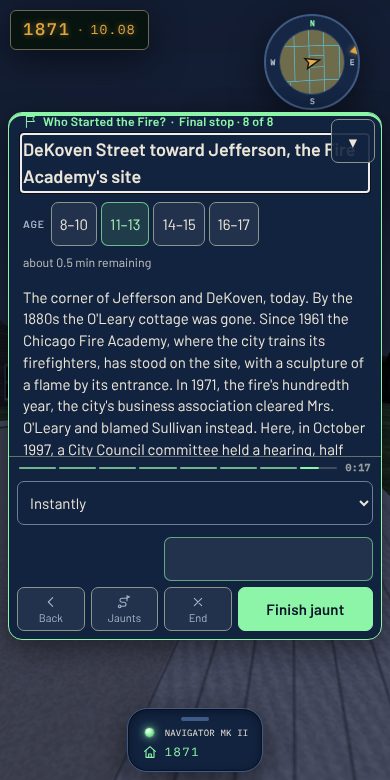 1871 · 10.08
N
W
E
S
Who Started the Fire? · Final stop · 8 of 8
DeKoven Street toward Jefferson, the Fire
Academy's site
▼
AGE
8–10
11–13
14–15
16–17
about 0.5 min remaining
The corner of Jefferson and DeKoven, today. By the
1880s the O'Leary cottage was gone. Since 1961 the
Chicago Fire Academy, where the city trains its
firefighters, has stood on the site, with a sculpture of
a flame by its entrance. In 1971, the fire's hundredth
year, the city's business association cleared Mrs.
O'Leary and blamed Sullivan instead. Here, in October
1997, a City Council committee held a hearing, half
0:17
Instantly
Back
Jaunts
End
Finish jaunt
NAVIGATOR MK II
1871